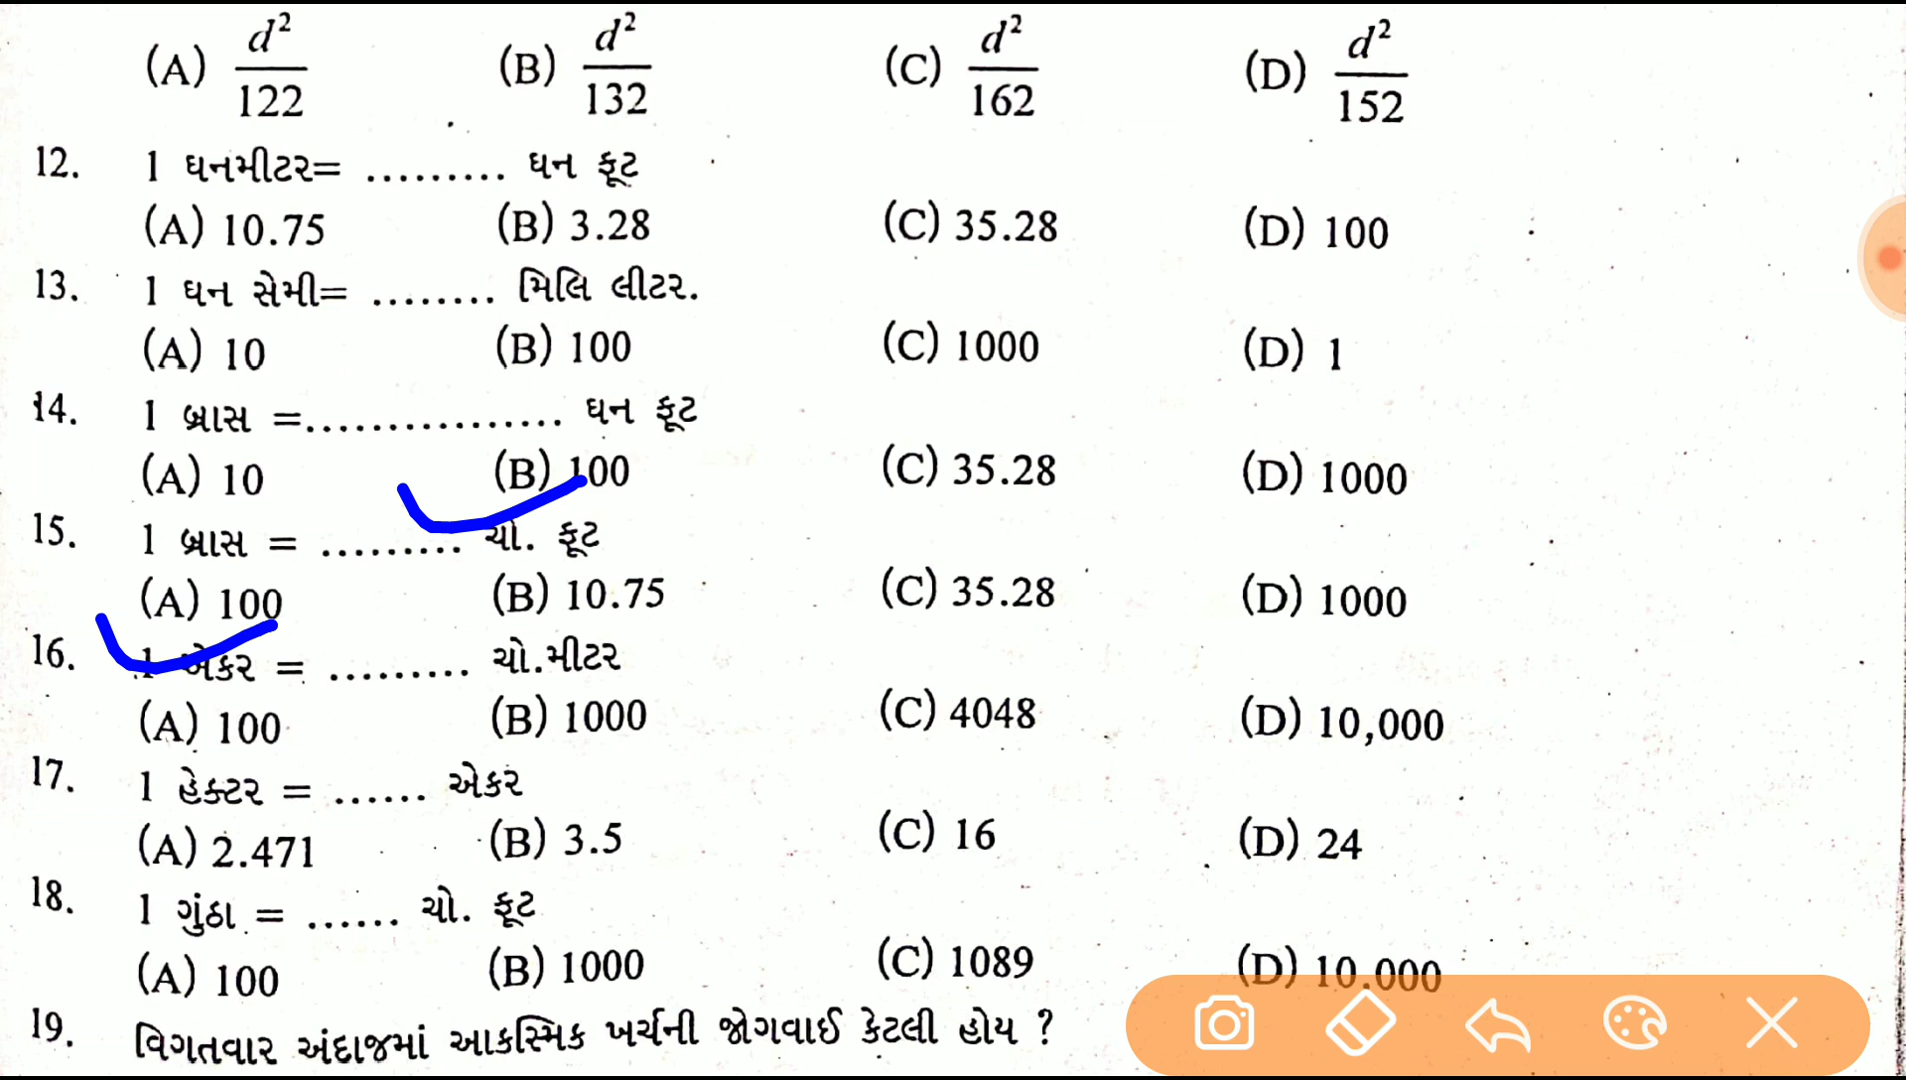 (A) d²/122 (B) d²/132 (C) d²/162 (D) d²/152
12. 1 ઘનમીટર= ......... ઘન ફૂટ
(A) 10.75 (B) 3.28 (C) 35.28 (D) 100
13. 1 ઘન સેમી= ........ મિલિ લીટર.
(A) 10 (B) 100 (C) 1000 (D) 1
14. 1 બ્રાસ =................ ઘન ફૂટ
(A) 10 (B) 100 (C) 35.28 (D) 1000
15. 1 બ્રાસ = ......... ચો. ફૂટ
(A) 100 (B) 10.75 (C) 35.28 (D) 1000
16. 1 એકર = ......... ચો.મીટર
(A) 100 (B) 1000 (C) 4048 (D) 10,000
17. 1 હેક્ટર = ...... એકર
(A) 2.471 (B) 3.5 (C) 16 (D) 24
18. 1 ગુંઠા = ...... ચો. ફૂટ
(A) 100 (B) 1000 (C) 1089 (D) 10,000
19. વિગતવાર અંદાજમાં આકસ્મિક ખર્ચની જોગવાઈ કેટલી હોય ?